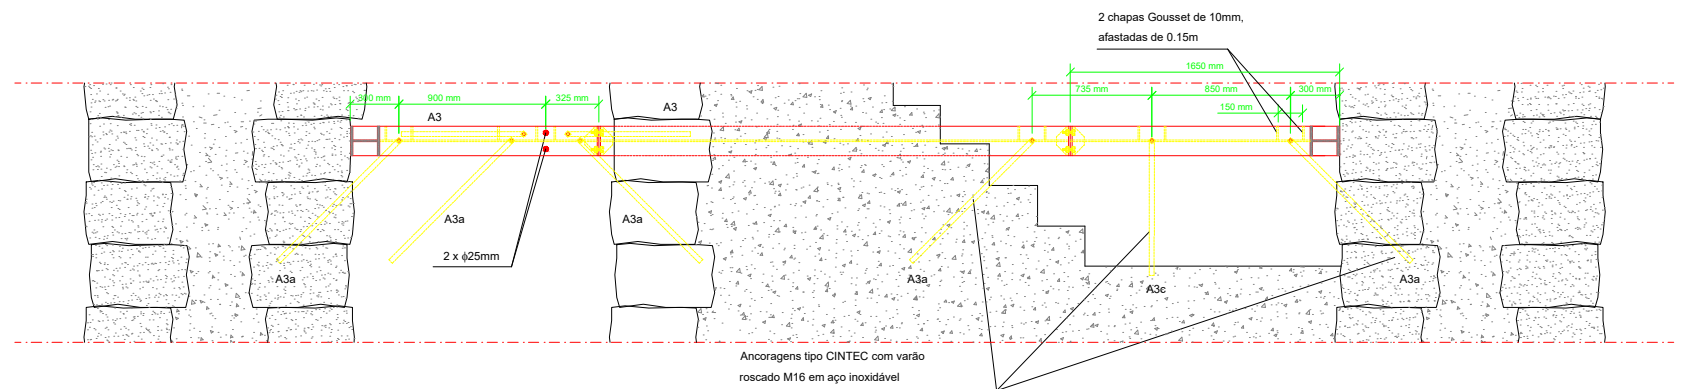 2 chapas Gousset de 10mm,
afastadas de 0.15m
1650 mm
300 mm
900 mm
325 mm
735 mm
850 mm
300 mm
150 mm
A3
A3
A3a
A3a
2 x ϕ25mm
A3a
A3a
A3c
A3a
Ancoragens tipo CINTEC com varão
roscado M16 em aço inoxidável